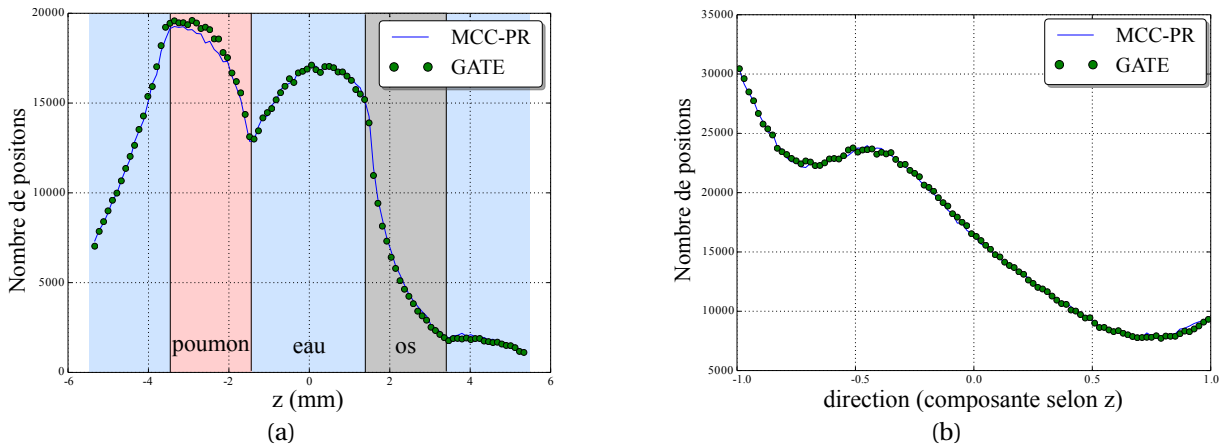 20000
15000
10000
5000
0
Nombre de positons
MCC-PR
GATE
poumon
eau
os
-6
-4
-2
0
2
4
6
z (mm)
(a)
35000
30000
25000
20000
15000
10000
5000
Nombre de positons
MCC-PR
GATE
-1.0
-0.5
0.0
0.5
1.0
direction (composante selon z)
(b)